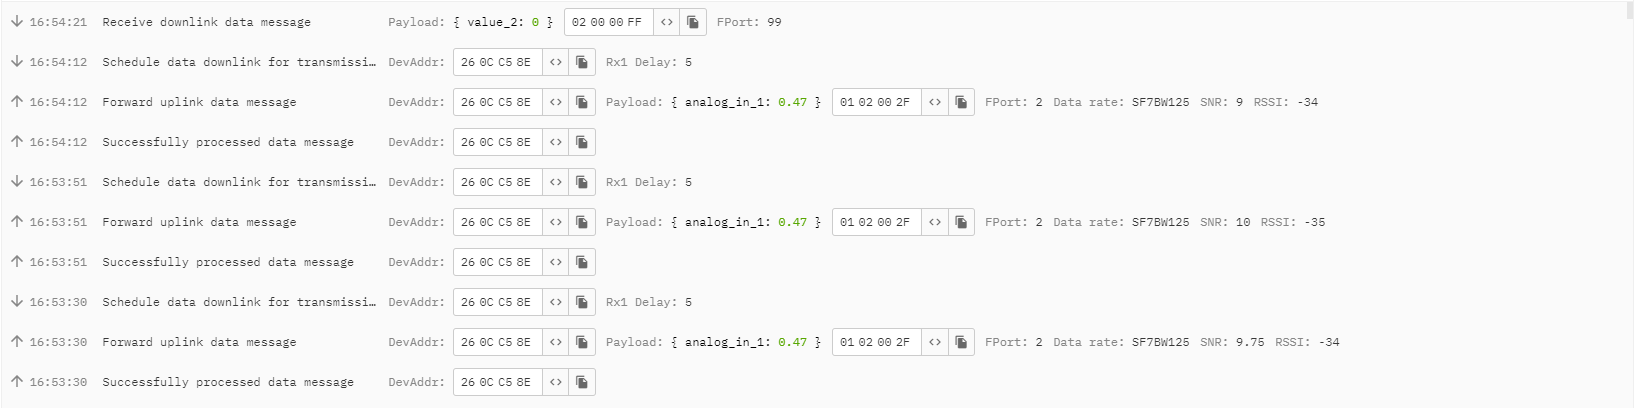 16:54:21 Receive downlink data message Payload: { value_2: 0 } 02 00 00 FF <> FPort: 99
16:54:12 Schedule data downlink for transmissi… DevAddr: 26 0C C5 8E <> Rx1 Delay: 5
16:54:12 Forward uplink data message DevAddr: 26 0C C5 8E <> Payload: { analog_in_1: 0.47 } 01 02 00 2F <> FPort: 2 Data rate: SF7BW125 SNR: 9 RSSI: -34
16:54:12 Successfully processed data message DevAddr: 26 0C C5 8E <>
16:53:51 Schedule data downlink for transmissi… DevAddr: 26 0C C5 8E <> Rx1 Delay: 5
16:53:51 Forward uplink data message DevAddr: 26 0C C5 8E <> Payload: { analog_in_1: 0.47 } 01 02 00 2F <> FPort: 2 Data rate: SF7BW125 SNR: 10 RSSI: -35
16:53:51 Successfully processed data message DevAddr: 26 0C C5 8E <>
16:53:30 Schedule data downlink for transmissi… DevAddr: 26 0C C5 8E <> Rx1 Delay: 5
16:53:30 Forward uplink data message DevAddr: 26 0C C5 8E <> Payload: { analog_in_1: 0.47 } 01 02 00 2F <> FPort: 2 Data rate: SF7BW125 SNR: 9.75 RSSI: -34
16:53:30 Successfully processed data message DevAddr: 26 0C C5 8E <>